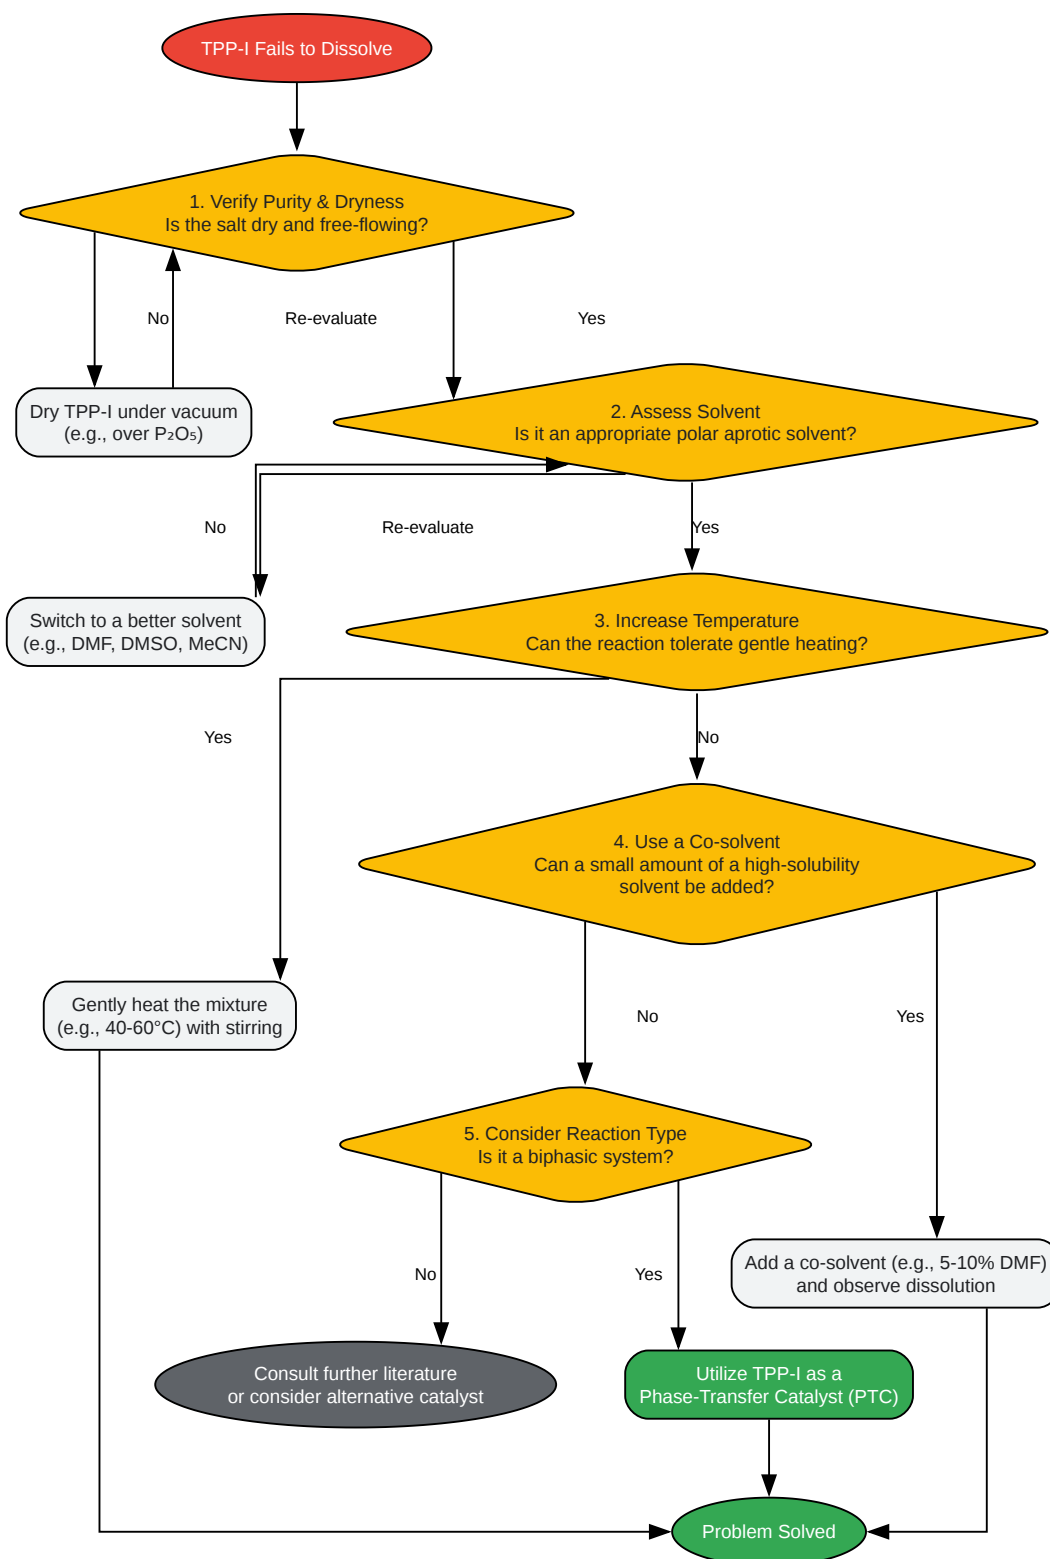 TPP-I Fails to Dissolve
1. Verify Purity & Dryness
Is the salt dry and free-flowing?
No
Re-evaluate
Yes
Dry TPP-I under vacuum
(e.g., over P₂O₅)
2. Assess Solvent
Is it an appropriate polar aprotic solvent?
No
Re-evaluate
Yes
Switch to a better solvent
(e.g., DMF, DMSO, MeCN)
3. Increase Temperature
Can the reaction tolerate gentle heating?
Yes
No
4. Use a Co-solvent
Can a small amount of a high-solubility
solvent be added?
Gently heat the mixture
(e.g., 40-60°C) with stirring
No
Yes
5. Consider Reaction Type
Is it a biphasic system?
No
Yes
Add a co-solvent (e.g., 5-10% DMF)
and observe dissolution
Consult further literature
or consider alternative catalyst
Utilize TPP-I as a
Phase-Transfer Catalyst (PTC)
Problem Solved